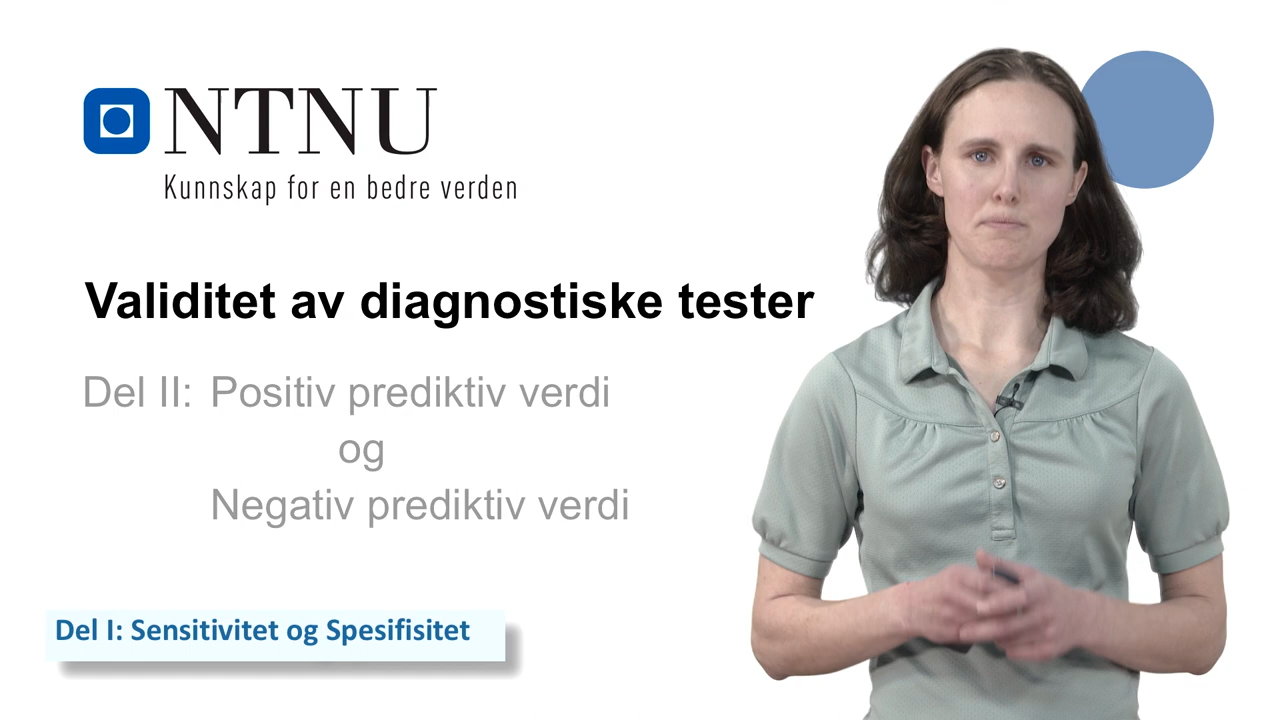 NTNU
Kunnskap for en bedre verden
Validitet av diagnostiske tester
Del II: Positiv prediktiv verdi
og
Negativ prediktiv verdi
Del I: Sensitivitet og Spesifisitet